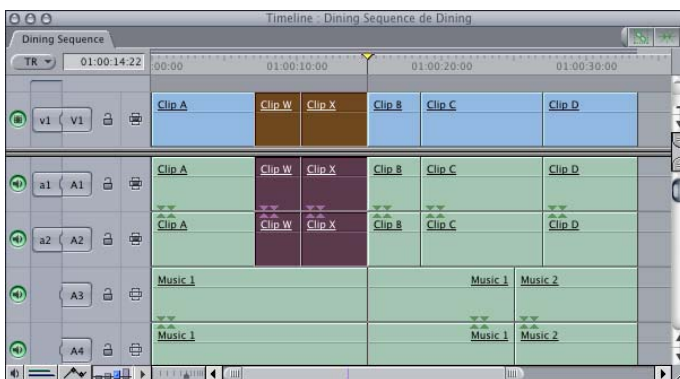 Timeline : Dining Sequence de Dining
Dining Sequence
TR 01:00:14:22 :00:00 01:00:10:00 01:00:20:00 01:00:30:00
v1 V1 Clip A Clip W Clip X Clip B Clip C Clip D
a1 A1 Clip A Clip W Clip X Clip B Clip C Clip D
a2 A2 Clip A Clip W Clip X Clip B Clip C Clip D
A3 Music 1 Music 1 Music 2
A4 Music 1 Music 1 Music 2